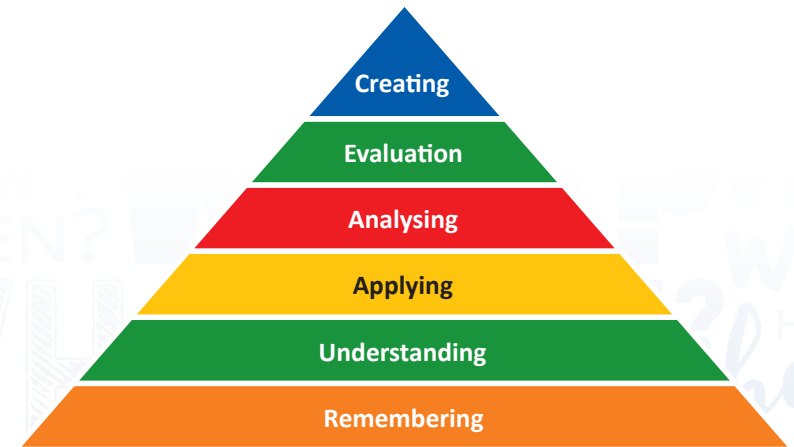 Creating
Evaluation
Analysing
Applying
Understanding
Remembering